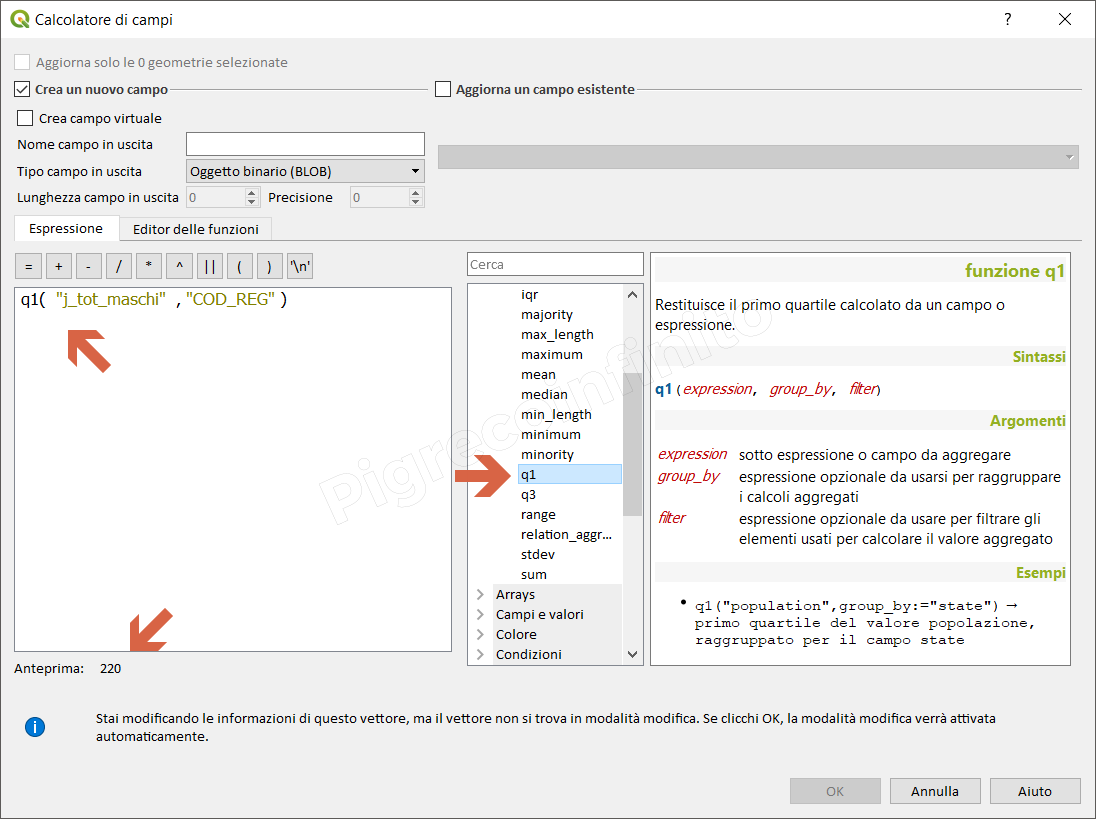 Calcolatore di campi
?
Aggiorna solo le 0 geometrie selezionate
Crea un nuovo campo
Aggiorna un campo esistente
Crea campo virtuale
Nome campo in uscita
Tipo campo in uscita Oggetto binario (BLOB)
Lunghezza campo in uscita 0 Precisione 0
Espressione Editor delle funzioni
= + - / * ^ || ( ) '\n'
q1( "j_tot_maschi" ,"COD_REG" )
Anteprima: 220
Cerca
iqr
majority
max_length
maximum
mean
median
min_length
minimum
minority
q1
q3
range
relation_aggr...
stdev
sum
Arrays
Campi e valori
Colore
Condizioni
funzione q1
Restituisce il primo quartile calcolato da un campo o
espressione.
Sintassi
q1(expression, group_by, filter)
Argomenti
expression sotto espressione o campo da aggregare
group_by espressione opzionale da usarsi per raggruppare
i calcoli aggregati
filter espressione opzionale da usare per filtrare gli
elementi usati per calcolare il valore aggregato
Esempi
• q1("population",group_by:="state") →
primo quartile del valore popolazione,
raggruppato per il campo state
Pigrecoinfinito
Stai modificando le informazioni di questo vettore, ma il vettore non si trova in modalità modifica. Se clicchi OK, la modalità modifica verrà attivata
automaticamente.
OK Annulla Aiuto